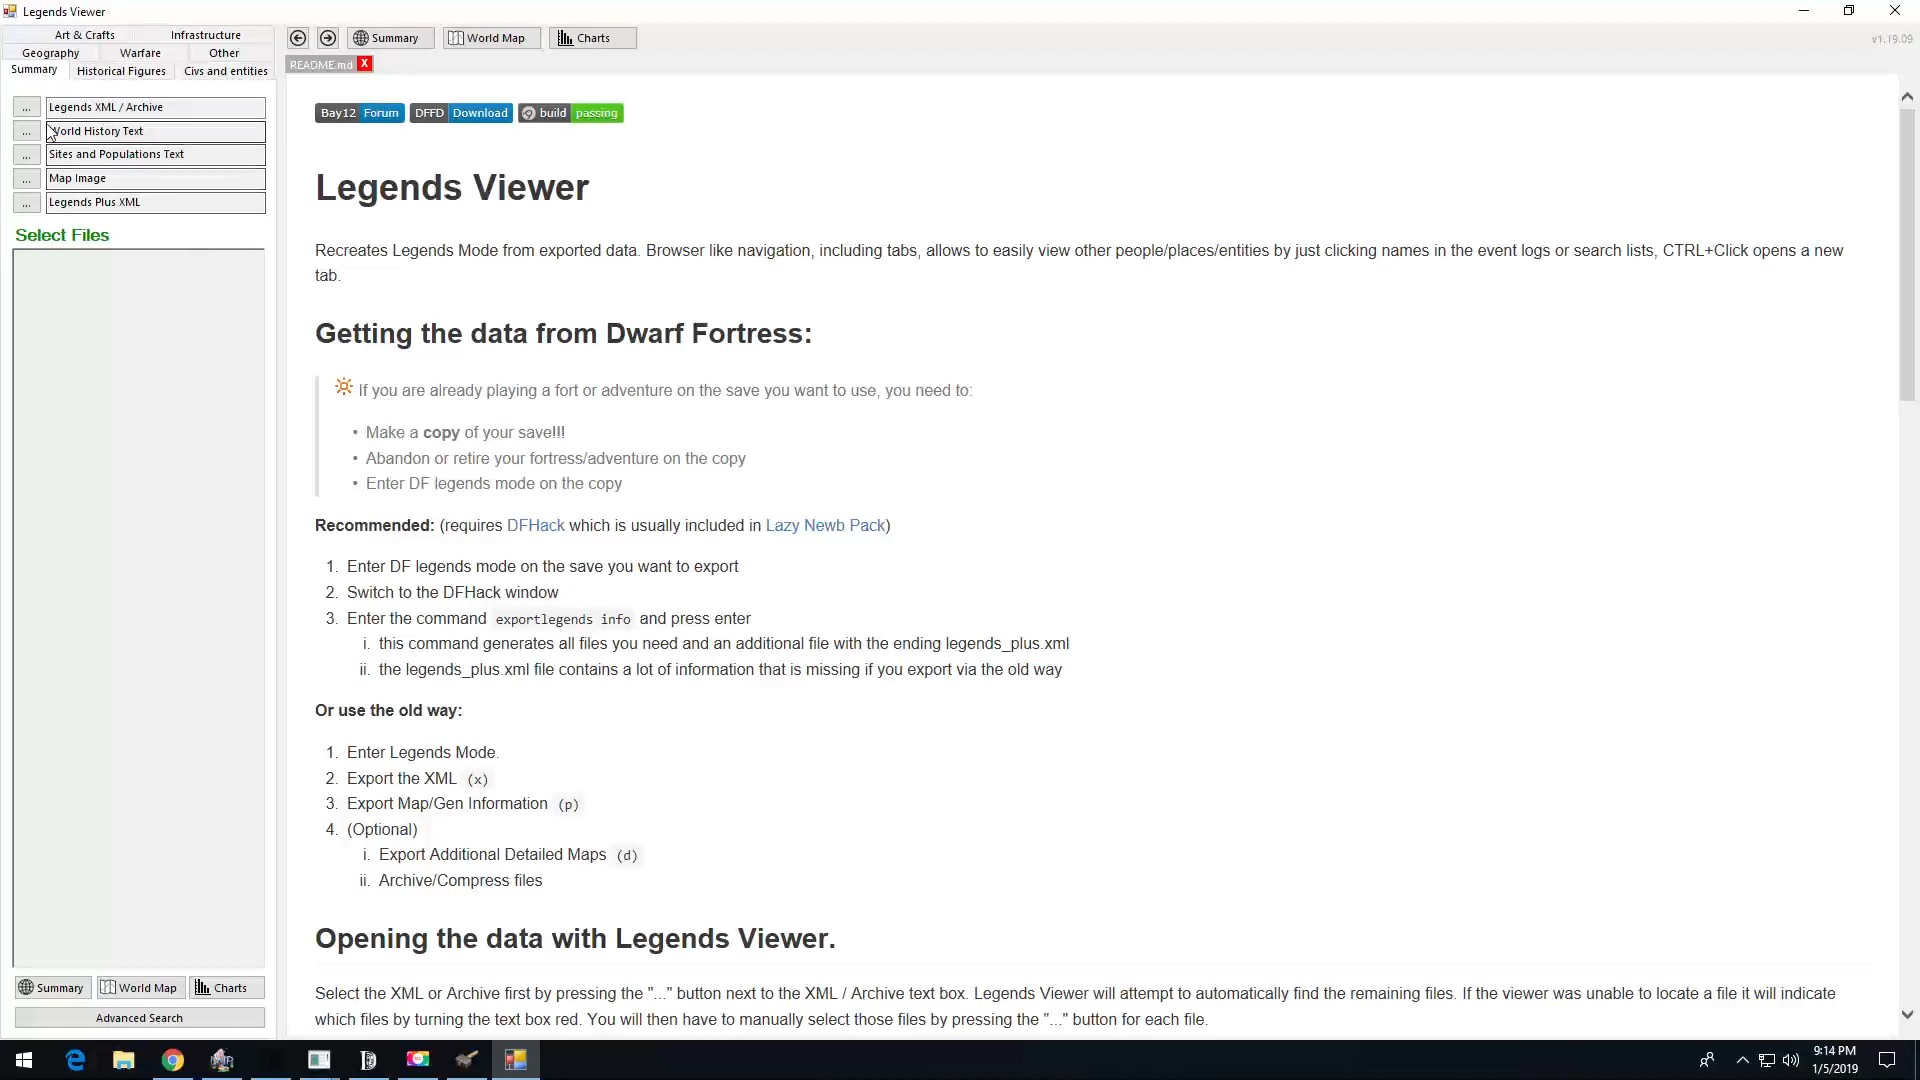 Legends Viewer
Art & Crafts Infrastructure
Geography Warfare Other
Summary Historical Figures Civs and entities
Summary World Map Charts
v1.19.09
README.md X
... Legends XML / Archive
... World History Text
... Sites and Populations Text
... Map Image
... Legends Plus XML
Select Files
Bay12 Forum DFFD Download build passing
Legends Viewer
Recreates Legends Mode from exported data. Browser like navigation, including tabs, allows to easily view other people/places/entities by just clicking names in the event logs or search lists, CTRL+Click opens a new
tab.
Getting the data from Dwarf Fortress:
If you are already playing a fort or adventure on the save you want to use, you need to:
• Make a copy of your save!!!
• Abandon or retire your fortress/adventure on the copy
• Enter DF legends mode on the copy
Recommended: (requires DFHack which is usually included in Lazy Newb Pack)
1. Enter DF legends mode on the save you want to export
2. Switch to the DFHack window
3. Enter the command exportlegends info and press enter
i. this command generates all files you need and an additional file with the ending legends_plus.xml
ii. the legends_plus.xml file contains a lot of information that is missing if you export via the old way
Or use the old way:
1. Enter Legends Mode.
2. Export the XML (x)
3. Export Map/Gen Information (p)
4. (Optional)
i. Export Additional Detailed Maps (d)
ii. Archive/Compress files
Opening the data with Legends Viewer.
Select the XML or Archive first by pressing the "..." button next to the XML / Archive text box. Legends Viewer will attempt to automatically find the remaining files. If the viewer was unable to locate a file it will indicate
which files by turning the text box red. You will then have to manually select those files by pressing the "..." button for each file.
Summary World Map Charts
Advanced Search
9:14 PM
1/5/2019